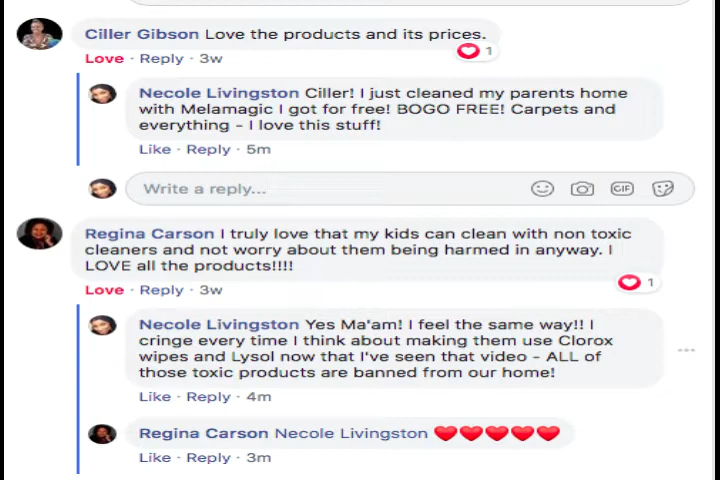 Ciller Gibson Love the products and its prices.
1
Love · Reply · 3w
Necole Livingston Ciller! I just cleaned my parents home
with Melamagic I got for free! BOGO FREE! Carpets and
everything - I love this stuff!
Like · Reply · 5m
Write a reply...
GIF
Regina Carson I truly love that my kids can clean with non toxic
cleaners and not worry about them being harmed in anyway. I
LOVE all the products!!!!
1
Love · Reply · 3w
Necole Livingston Yes Ma'am! I feel the same way!! I
cringe every time I think about making them use Clorox
wipes and Lysol now that I've seen that video - ALL of
those toxic products are banned from our home!
Like · Reply · 4m
Regina Carson Necole Livingston ❤️❤️❤️❤️❤️
Like · Reply · 3m